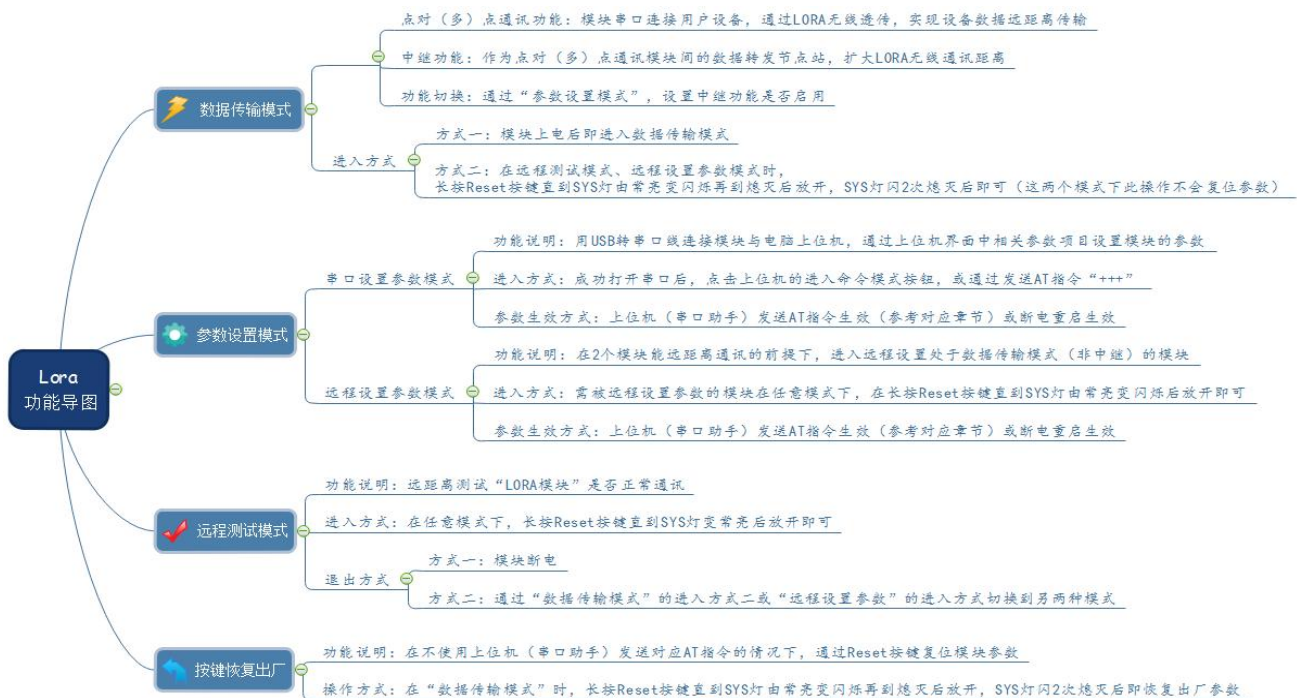 点对（多）点通讯功能：模块串口连接用户设备，通过LORA无线透传，实现设备数据远距离传输
中继功能：作为点对（多）点通讯模块间的数据转发节点站，扩大LORA无线通讯距离
功能切换：通过“参数设置模式”，设置中继功能是否启用
数据传输模式
进入方式
方式一：模块上电后即进入数据传输模式
方式二：在远程测试模式、远程设置参数模式时，
长按Reset按键直到SYS灯由常亮变闪烁再到熄灭后放开，SYS灯闪2次熄灭后即可（这两个模式下此操作不会复位参数）
功能说明：用USB转串口线连接模块与电脑上位机，通过上位机界面中相关参数项目设置模块的参数
串口设置参数模式
进入方式：成功打开串口后，点击上位机的进入命令模式按钮，或通过发送AT指令“+++”
参数生效方式：上位机（串口助手）发送AT指令生效（参考对应章节）或断电重启生效
参数设置模式
功能说明：在2个模块能远距离通讯的前提下，进入远程设置处于数据传输模式（非中继）的模块
远程设置参数模式
进入方式：需被远程设置参数的模块在任意模式下，在长按Reset按键直到SYS灯由常亮变闪烁后放开即可
参数生效方式：上位机（串口助手）发送AT指令生效（参考对应章节）或断电重启生效
Lora
功能导图
功能说明：远距离测试“LORA模块”是否正常通讯
远程测试模式
进入方式：在任意模式下，长按Reset按键直到SYS灯变常亮后放开即可
退出方式
方式一：模块断电
方式二：通过“数据传输模式”的进入方式二或“远程设置参数”的进入方式切换到另两种模式
按键恢复出厂
功能说明：在不使用上位机（串口助手）发送对应AT指令的情况下，通过Reset按键复位模块参数
操作方式：在“数据传输模式”时，长按Reset按键直到SYS灯由常亮变闪烁再到熄灭后放开，SYS灯闪2次熄灭后即恢复出厂参数